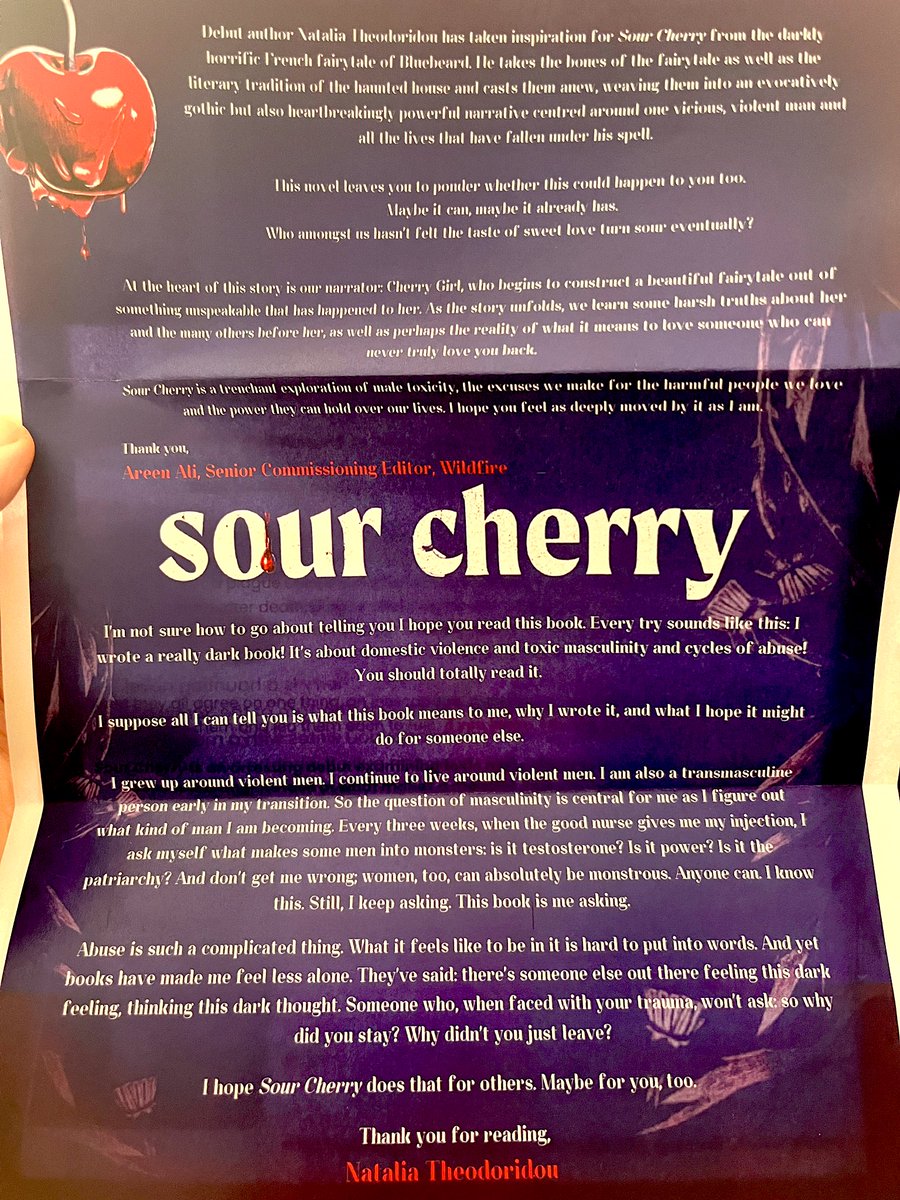 Debut author Natalia Theodoridou has taken inspiration for Sour Cherry from the darkly
horrific French fairytale of Bluebeard. He takes the bones of the fairytale as well as the
literary tradition of the haunted house and casts them anew, weaving them into an evocatively
gothic but also heartbreakingly powerful narrative centred around one vicious, violent man and
all the lives that have fallen under his spell.
This novel leaves you to ponder whether this could happen to you too.
Maybe it can, maybe it already has.
Who amongst us hasn't felt the taste of sweet love turn sour eventually?
At the heart of this story is our narrator: Cherry Girl, who begins to construct a beautiful fairytale out of
something unspeakable that has happened to her. As the story unfolds, we learn some harsh truths about her
and the many others before her, as well as perhaps the reality of what it means to love someone who can
never truly love you back.
Sour Cherry is a trenchant exploration of male toxicity, the excuses we make for the harmful people we love
and the power they can hold over our lives. I hope you feel as deeply moved by it as I am.
Thank you,
Areen Ali, Senior Commissioning Editor, Wildfire
sour cherry
I'm not sure how to go about telling you I hope you read this book. Every try sounds like this: I
wrote a really dark book! It's about domestic violence and toxic masculinity and cycles of abuse!
You should totally read it.
I suppose all I can tell you is what this book means to me, why I wrote it, and what I hope it might
do for someone else.
I grew up around violent men. I continue to live around violent men. I am also a transmasculine
person early in my transition. So the question of masculinity is central for me as I figure out
what kind of man I am becoming. Every three weeks, when the good nurse gives me my injection, I
ask myself what makes some men into monsters: is it testosterone? Is it power? Is it the
patriarchy? And don't get me wrong; women, too, can absolutely be monstrous. Anyone can. I know
this. Still, I keep asking. This book is me asking.
Abuse is such a complicated thing. What it feels like to be in it is hard to put into words. And yet
books have made me feel less alone. They've said: there's someone else out there feeling this dark
feeling, thinking this dark thought. Someone who, when faced with your trauma, won't ask: so why
did you stay? Why didn't you just leave?
I hope Sour Cherry does that for others. Maybe for you, too.
Thank you for reading,
Natalia Theodoridou